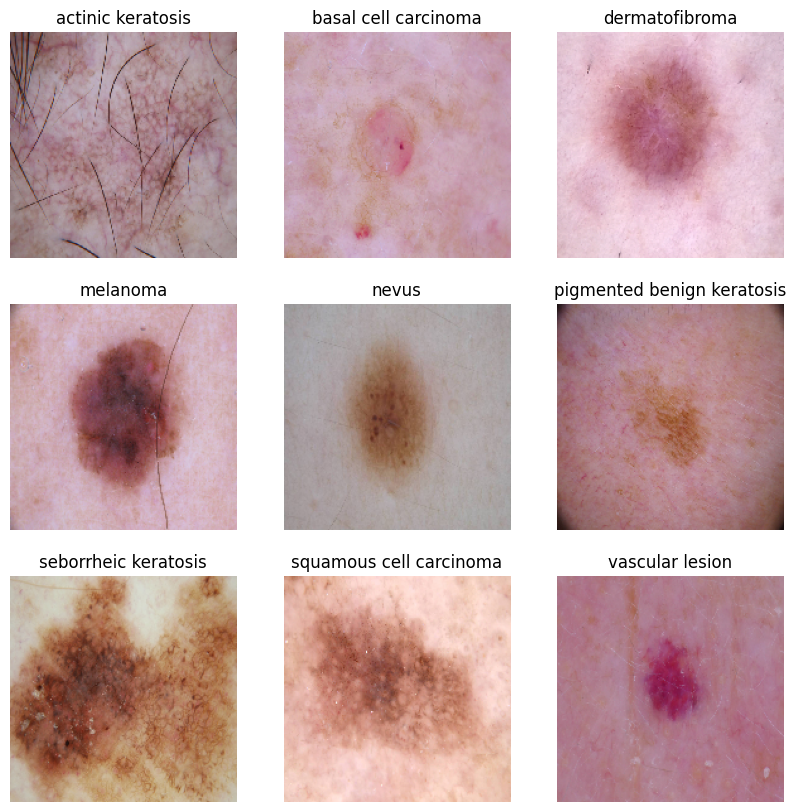 actinic keratosis
basal cell carcinoma
dermatofibroma
melanoma
nevus
pigmented benign keratosis
seborrheic keratosis
squamous cell carcinoma
vascular lesion